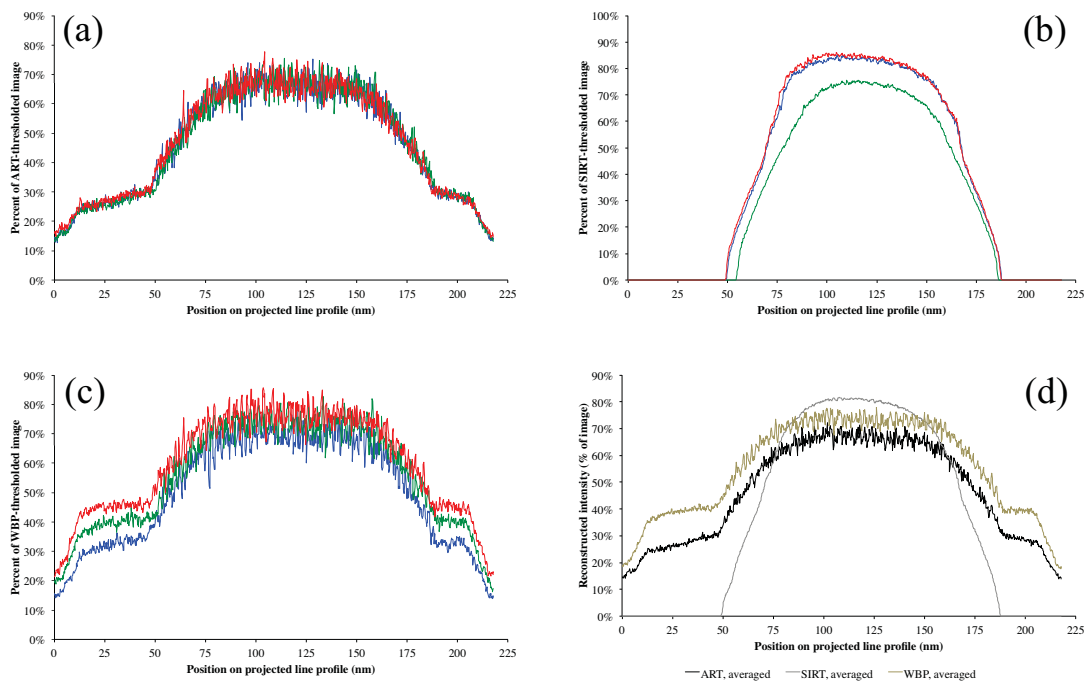 (a)
Percent of ART-thresholded image
90%
80%
70%
60%
50%
40%
30%
20%
10%
0%
0 25 50 75 100 125 150 175 200 225
Position on projected line profile (nm)
(b)
Percent of SIRT-thresholded image
100%
90%
80%
70%
60%
50%
40%
30%
20%
10%
0%
0 25 50 75 100 125 150 175 200 225
Position on projected line profile (nm)
(c)
Percent of WBP-thresholded image
90%
80%
70%
60%
50%
40%
30%
20%
10%
0%
0 25 50 75 100 125 150 175 200 225
Position on projected line profile (nm)
(d)
Reconstructed intensity (% of image)
90%
80%
70%
60%
50%
40%
30%
20%
10%
0%
0 25 50 75 100 125 150 175 200 225
Position on projected line profile (nm)
ART, averaged SIRT, averaged WBP, averaged